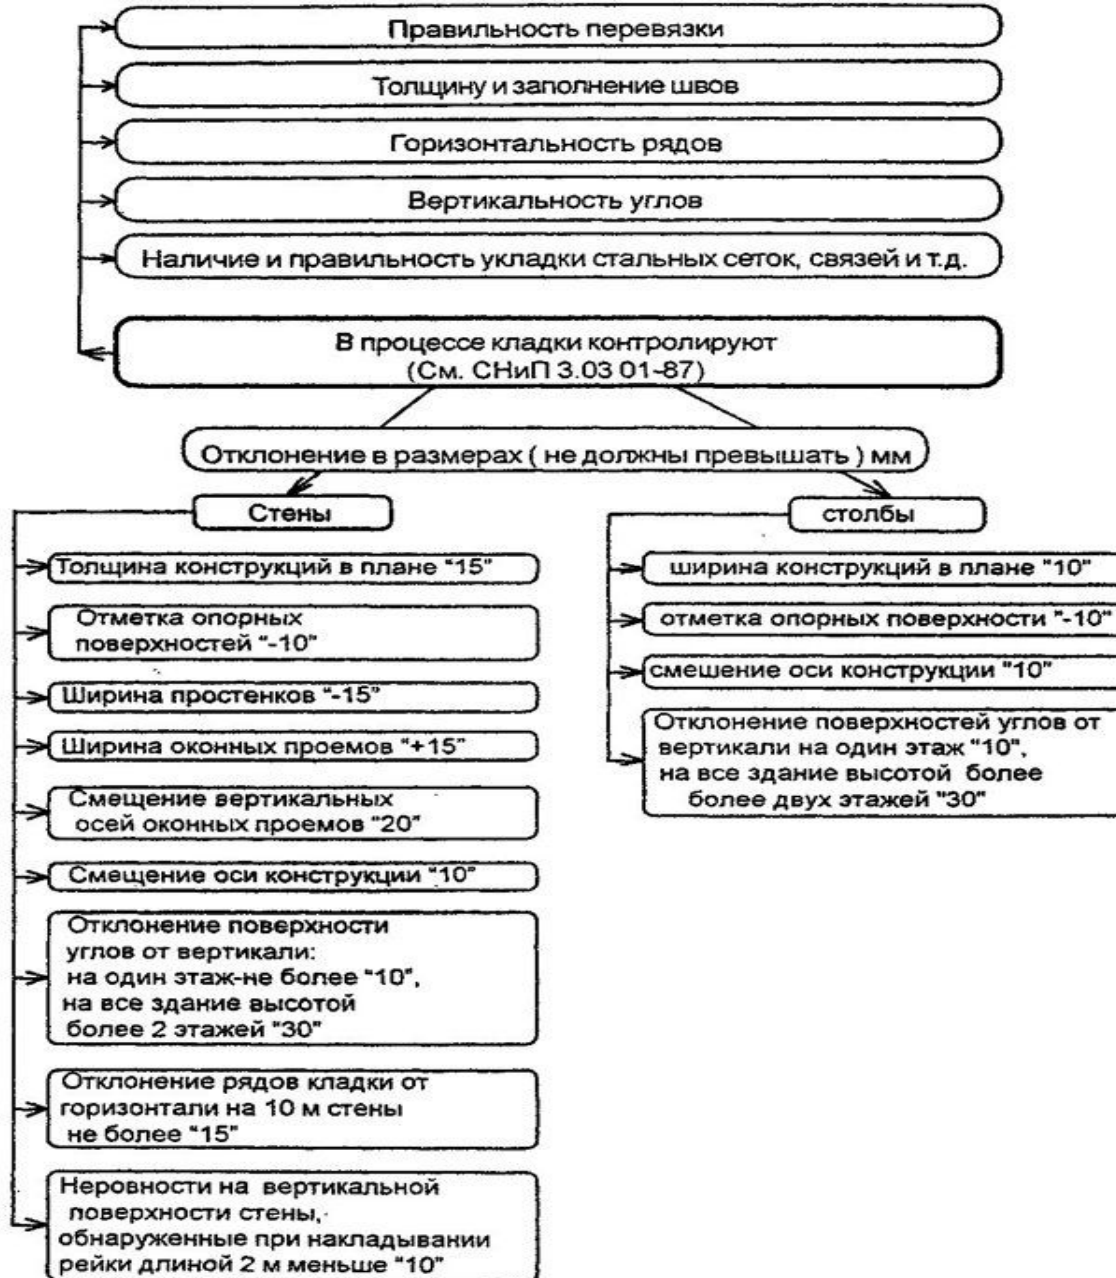 Правильность перевязки
Толщину и заполнение швов
Горизонтальность рядов
Вертикальность углов
Наличие и правильность укладки стальных сеток, связей и т.д.
В процессе кладки контролируют
(См. СНиП 3.03 01-87)
Отклонение в размерах ( не должны превышать ) мм
Стены
Толщина конструкций в плане "15"
Отметка опорных
поверхностей "-10"
Ширина простенков "-15"
Ширина оконных проемов "+15"
Смещение вертикальных
осей оконных проемов "20"
Смещение оси конструкции "10"
Отклонение поверхности
углов от вертикали:
на один этаж-не более "10",
на все здание высотой
более 2 этажей "30"
Отклонение рядов кладки от
горизонтали на 10 м стены
не более "15"
Неровности на вертикальной
поверхности стены,
обнаруженные при накладывании
рейки длиной 2 м меньше "10"
столбы
ширина конструкций в плане "10"
отметка опорных поверхности "-10"
смешение оси конструкции "10"
Отклонение поверхностей углов от
вертикали на один этаж "10",
на все здание высотой более
более двух этажей "30"